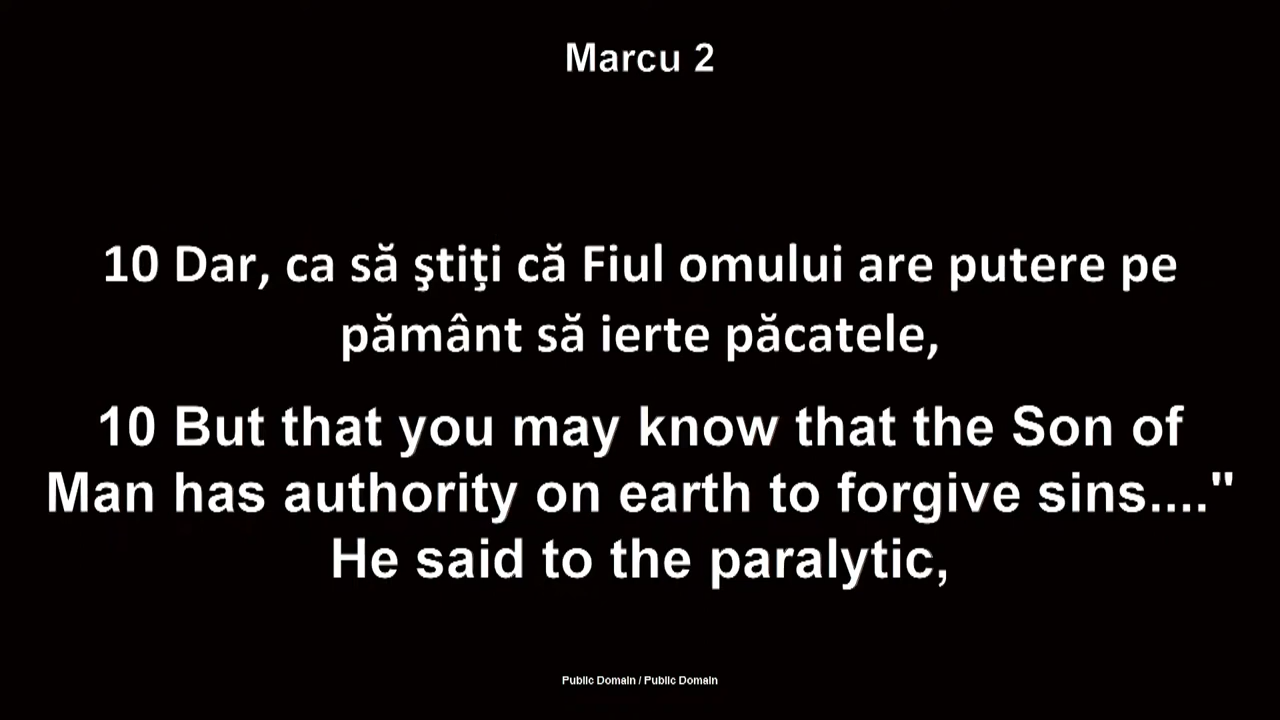 Marcu 2
10 Dar, ca să ştiţi că Fiul omului are putere pe
pământ să ierte păcatele,
10 But that you may know that the Son of
Man has authority on earth to forgive sins...."
He said to the paralytic,
Public Domain / Public Domain